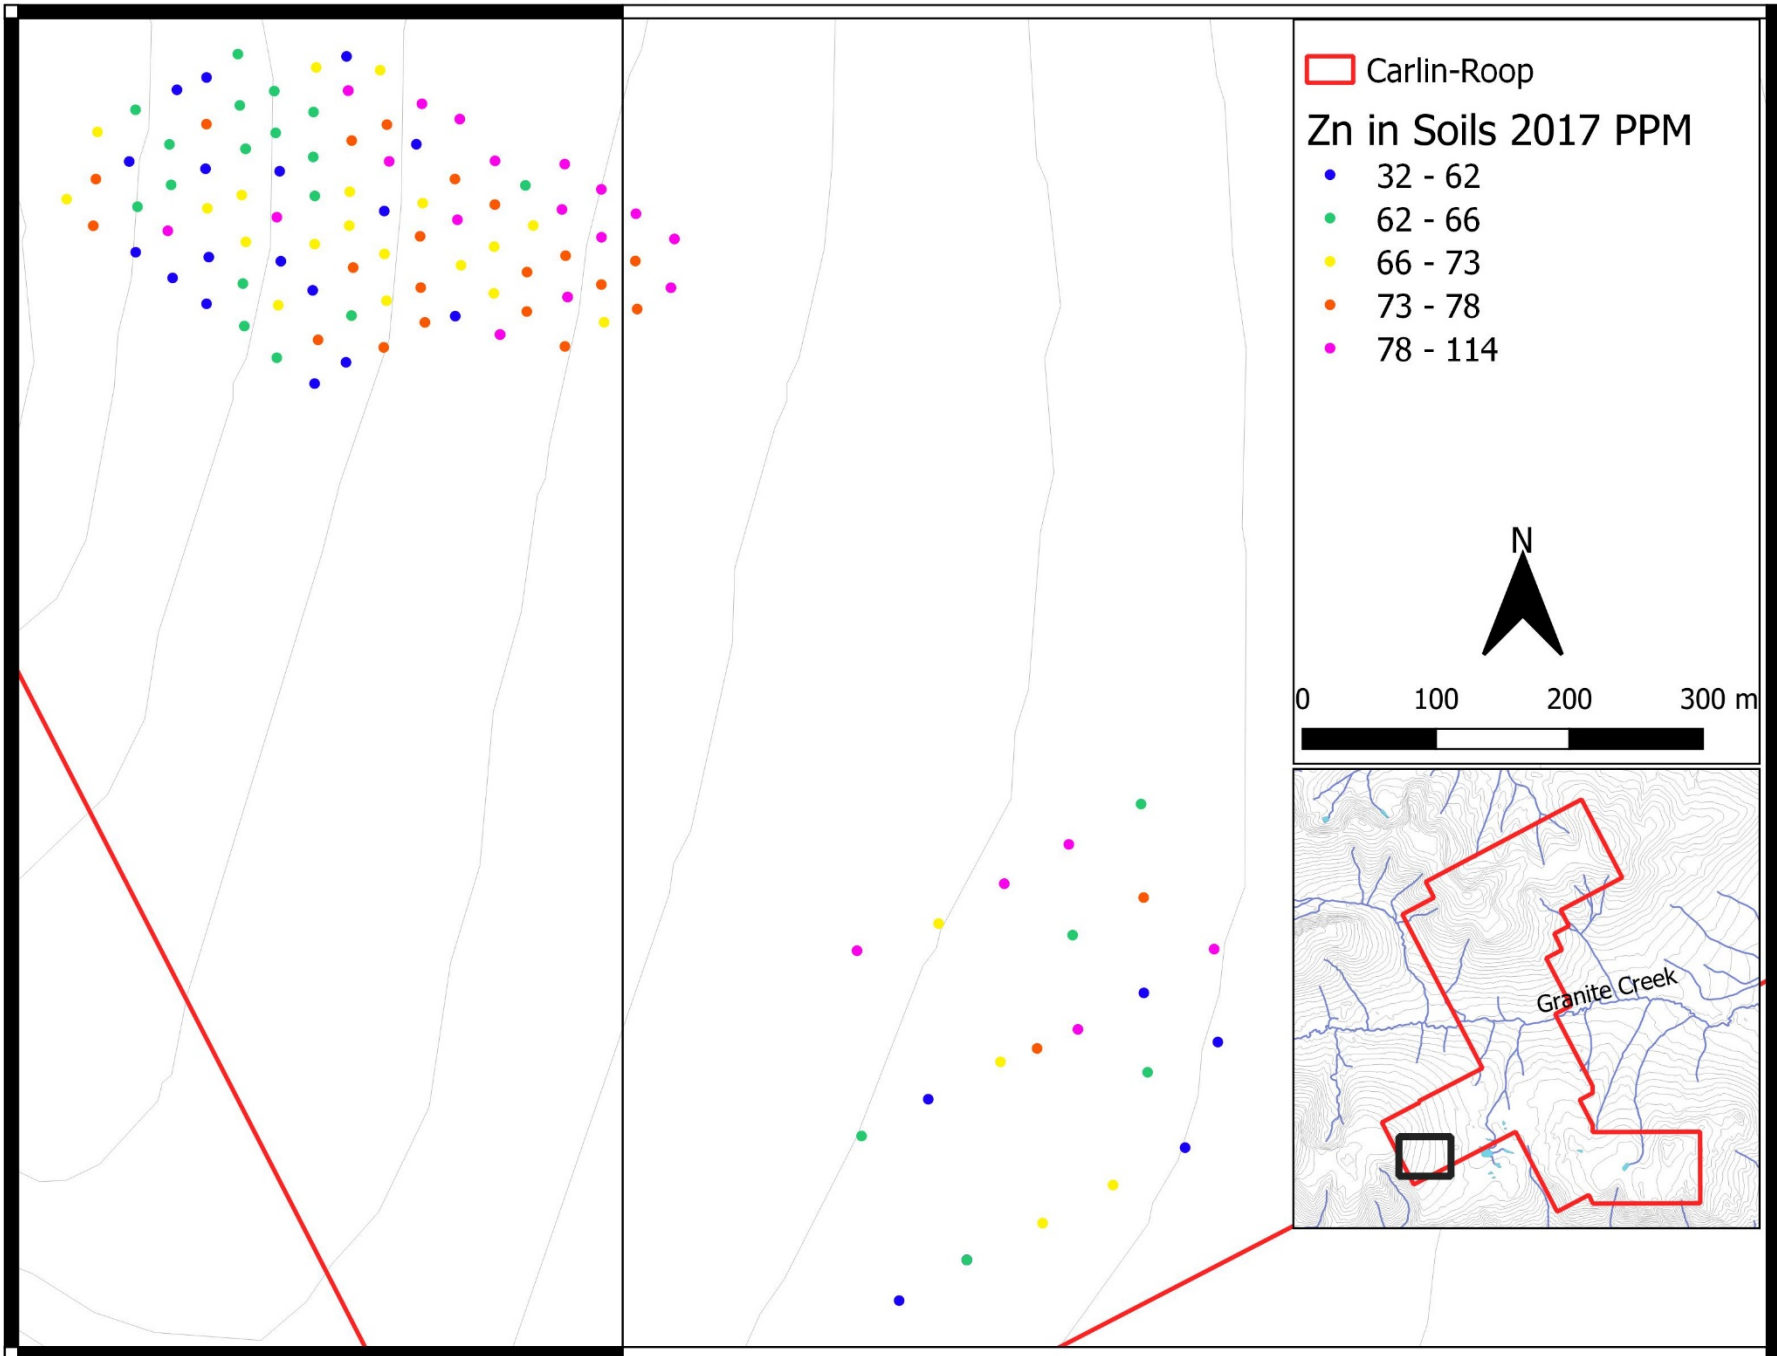 Carlin-Roop
Zn in Soils 2017 PPM
32 - 62
62 - 66
66 - 73
73 - 78
78 - 114
N
0 100 200 300 m
Granite Creek